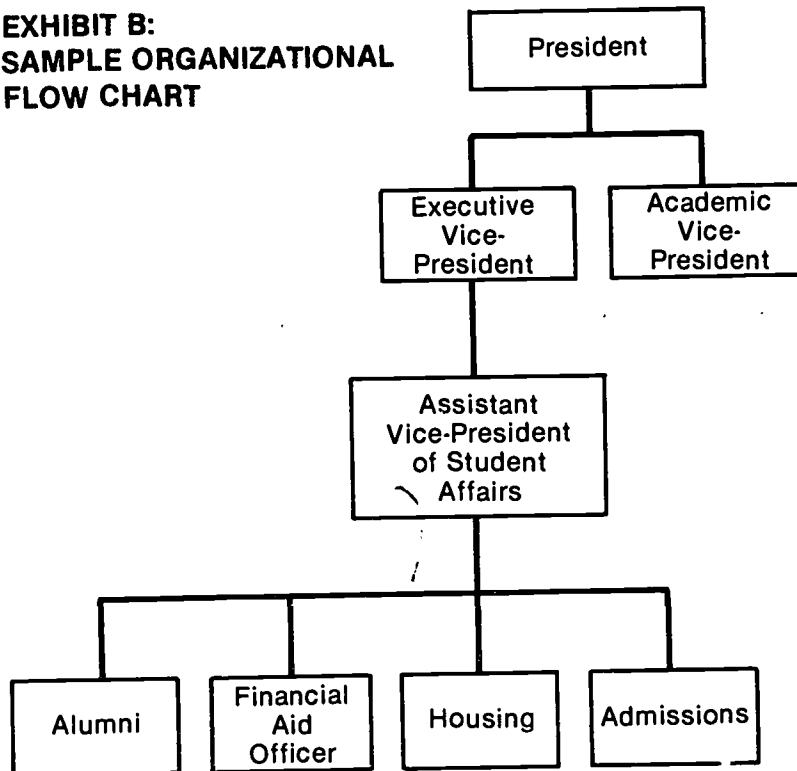 EXHIBIT B:
SAMPLE ORGANIZATIONAL
FLOW CHART
President
Executive
Vice-
President
Academic
Vice-
President
Assistant
Vice-President
of Student
Affairs
Alumni
Financial
Aid
Officer
Housing
Admissions